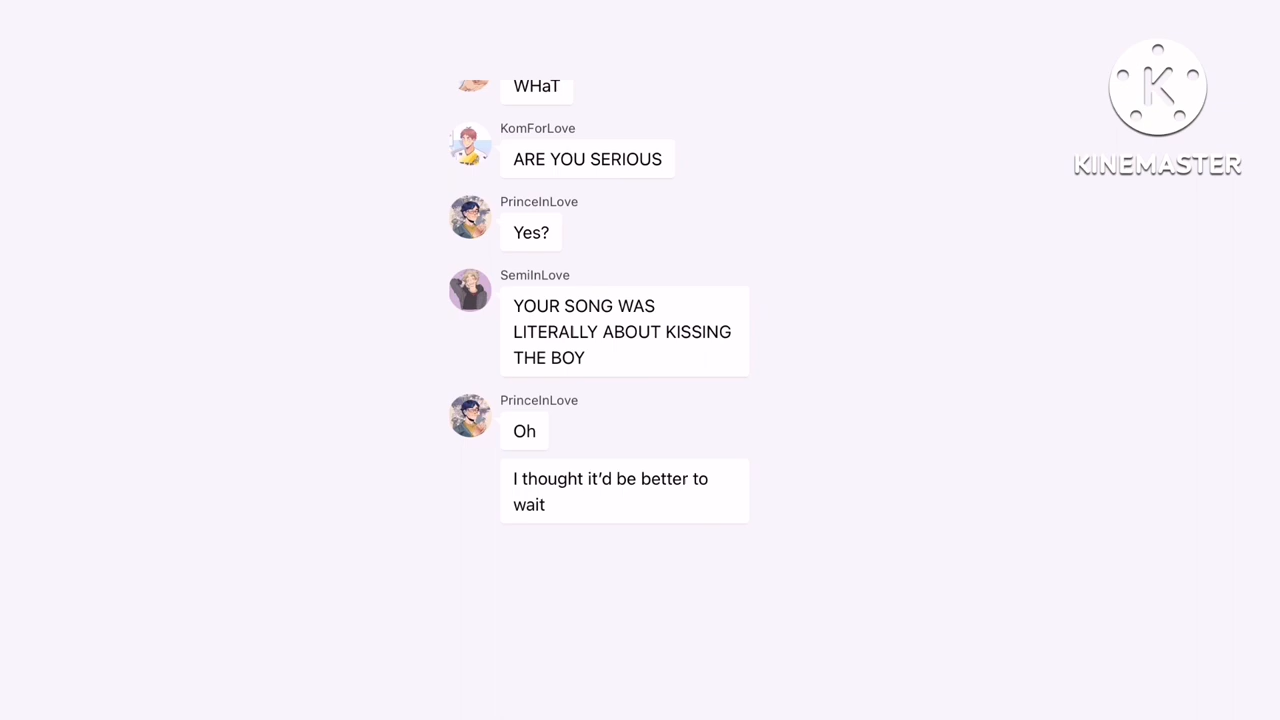 WHaT
KomForLove
ARE YOU SERIOUS
PrinceInLove
Yes?
SemiInLove
YOUR SONG WAS
LITERALLY ABOUT KISSING
THE BOY
PrinceInLove
Oh
I thought it’d be better to
wait
K
KINEMASTER